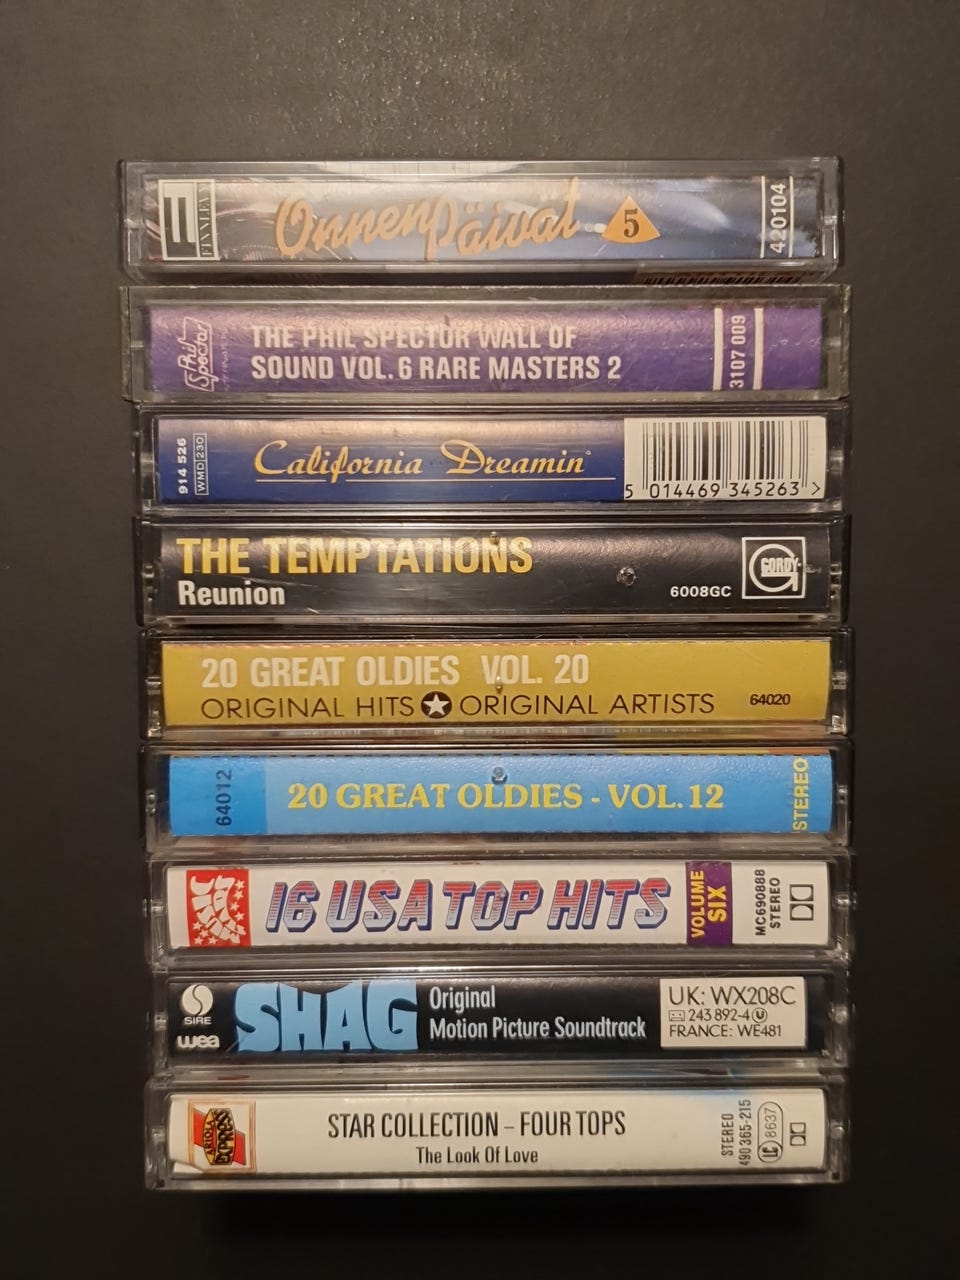 FINNLEVY
Onnenpäivät 5
420104
Phil
Spector
INTERNATIONAL
THE PHIL SPECTOR WALL OF
SOUND VOL. 6 RARE MASTERS 2
3107 009
914 526
WMD 230
California Dreamin'
5 014469 345263 >
THE TEMPTATIONS
Reunion
6008GC
GORDY
20 GREAT OLDIES VOL. 20
ORIGINAL HITS ★ ORIGINAL ARTISTS
64020
64012
20 GREAT OLDIES - VOL. 12
STEREO
16 USA TOP HITS
VOLUME
SIX
MC690888
STEREO
SIRE
wea
SHAG
Original
Motion Picture Soundtrack
UK: WX208C
243 892-4 U
FRANCE: WE481
ARIOLA
EXPRESS
STAR COLLECTION – FOUR TOPS
The Look Of Love
STEREO
490 365-215
LC 8637